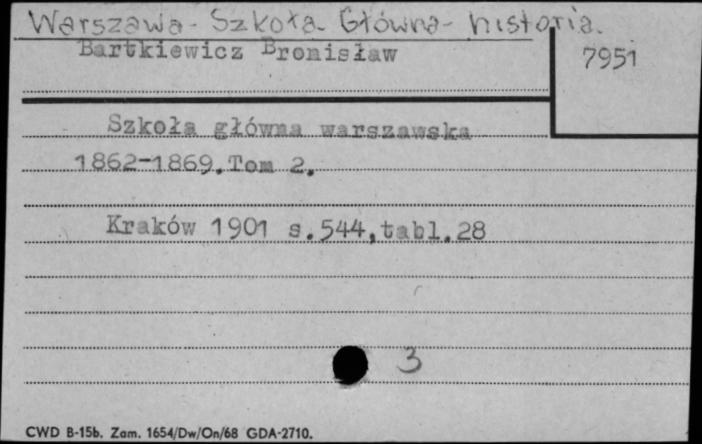 Warszawa - Szkoła Główna - historia.
Bartkiewicz Bronisław
7951
Szkoła główna warszawska
1862-1869.Tom 2.
Kraków 1901 s.544,tabl.28
3
CWD B-15b. Zam. 1654/Dw/On/68 GDA-2710.